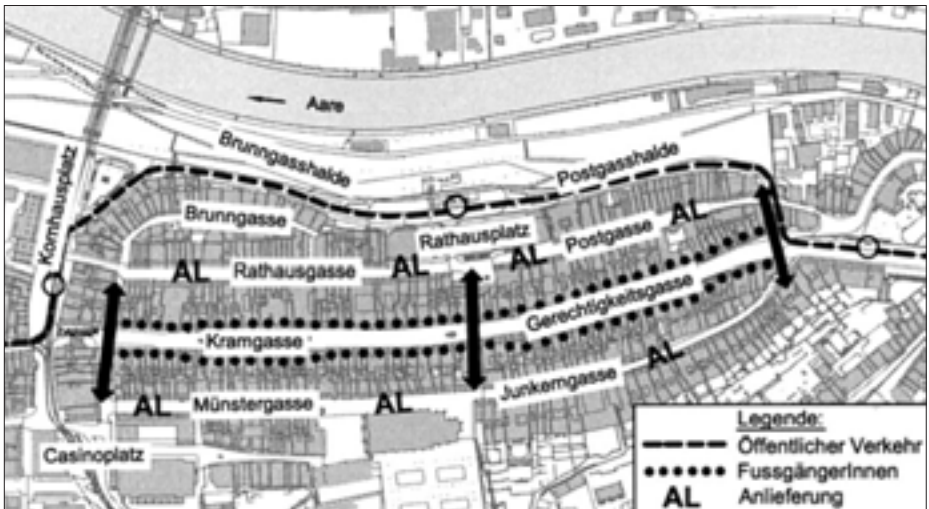 Aare
Kornhausplatz
Brunngasshalde
Postgasshalde
Brunngasse
Rathausplatz
Postgasse
AL
AL
Rathausgasse
AL
AL
Gerechtigkeitsgasse
Kramgasse
AL
Junkerngasse
AL
Münstergasse
AL
Casinoplatz
Legende:
Öffentlicher Verkehr
FussgängerInnen
AL Anlieferung